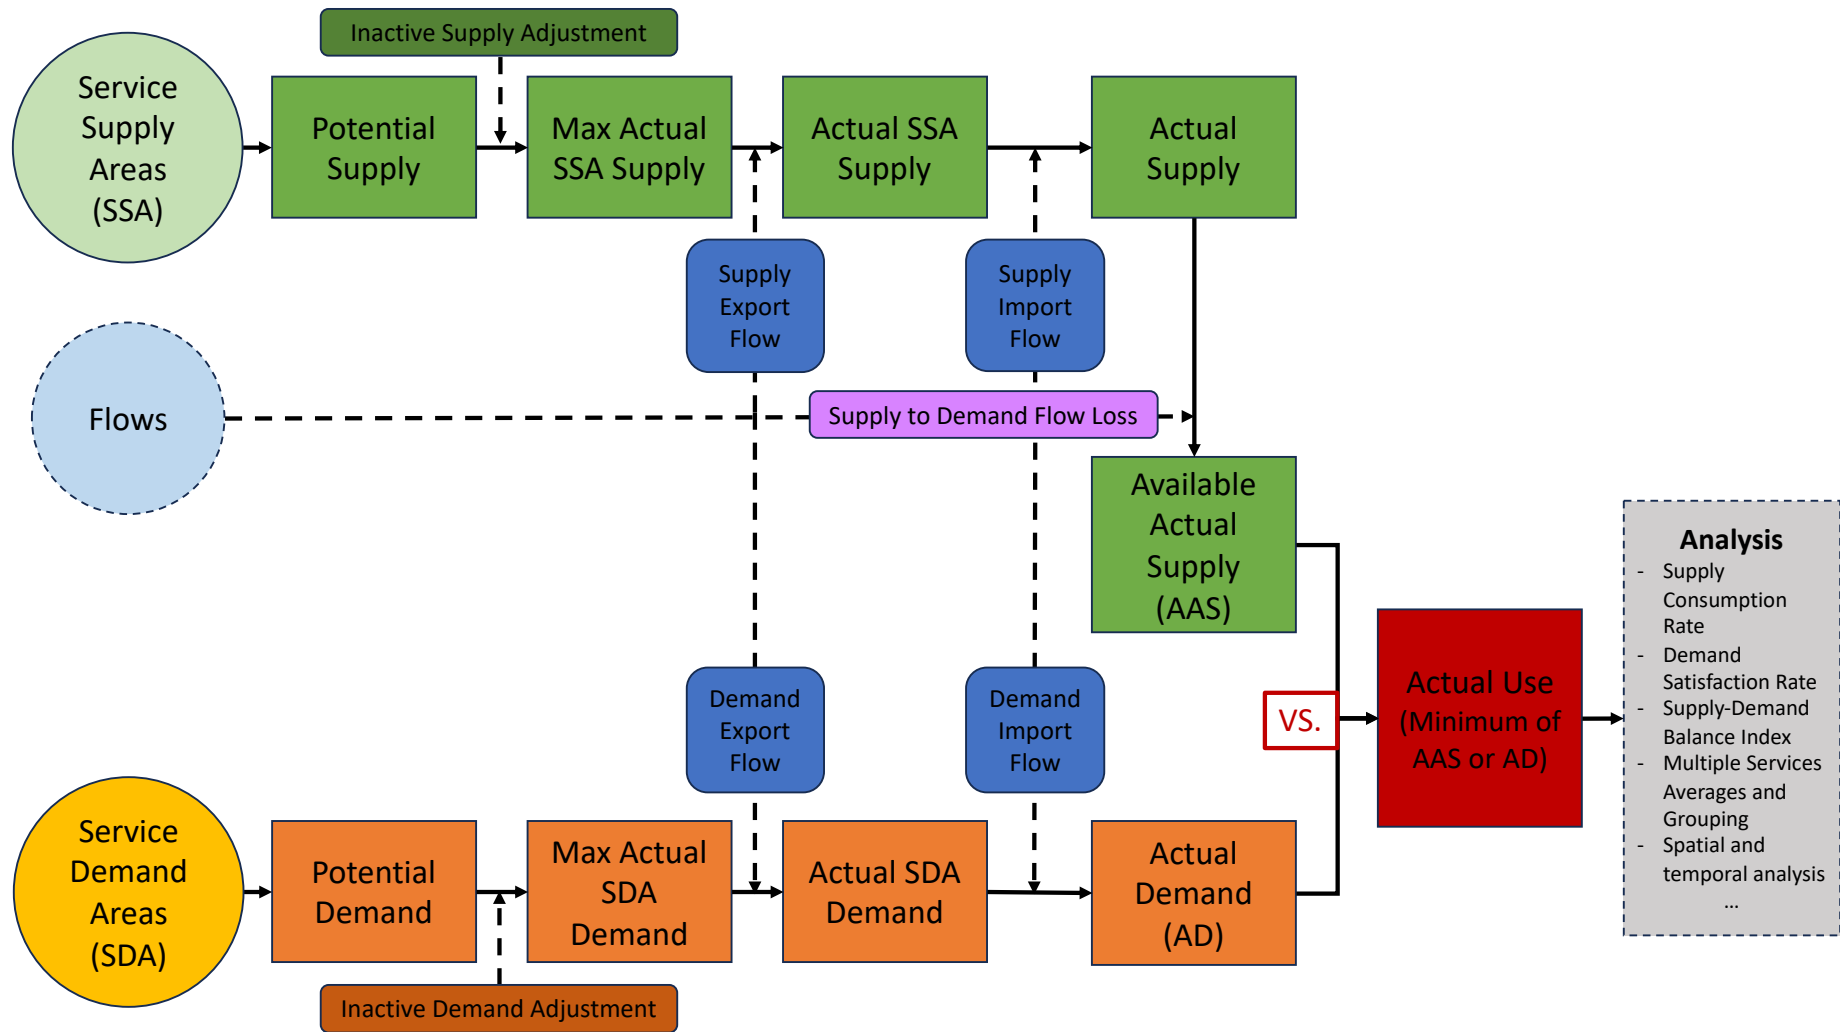 Inactive Supply Adjustment
Service
Supply
Areas
(SSA)
Potential
Supply
Max Actual
SSA Supply
Actual SSA
Supply
Actual
Supply
Supply
Export
Flow
Supply
Import
Flow
Flows
Supply to Demand Flow Loss
Available
Actual
Supply
(AAS)
Demand
Export
Flow
Demand
Import
Flow
VS.
Actual Use
(Minimum of
AAS or AD)
Analysis
- Supply
Consumption
Rate
- Demand
Satisfaction Rate
- Supply-Demand
Balance Index
- Multiple Services
Averages and
Grouping
- Spatial and
temporal analysis
...
Service
Demand
Areas
(SDA)
Potential
Demand
Max Actual
SDA
Demand
Actual SDA
Demand
Actual
Demand
(AD)
Inactive Demand Adjustment